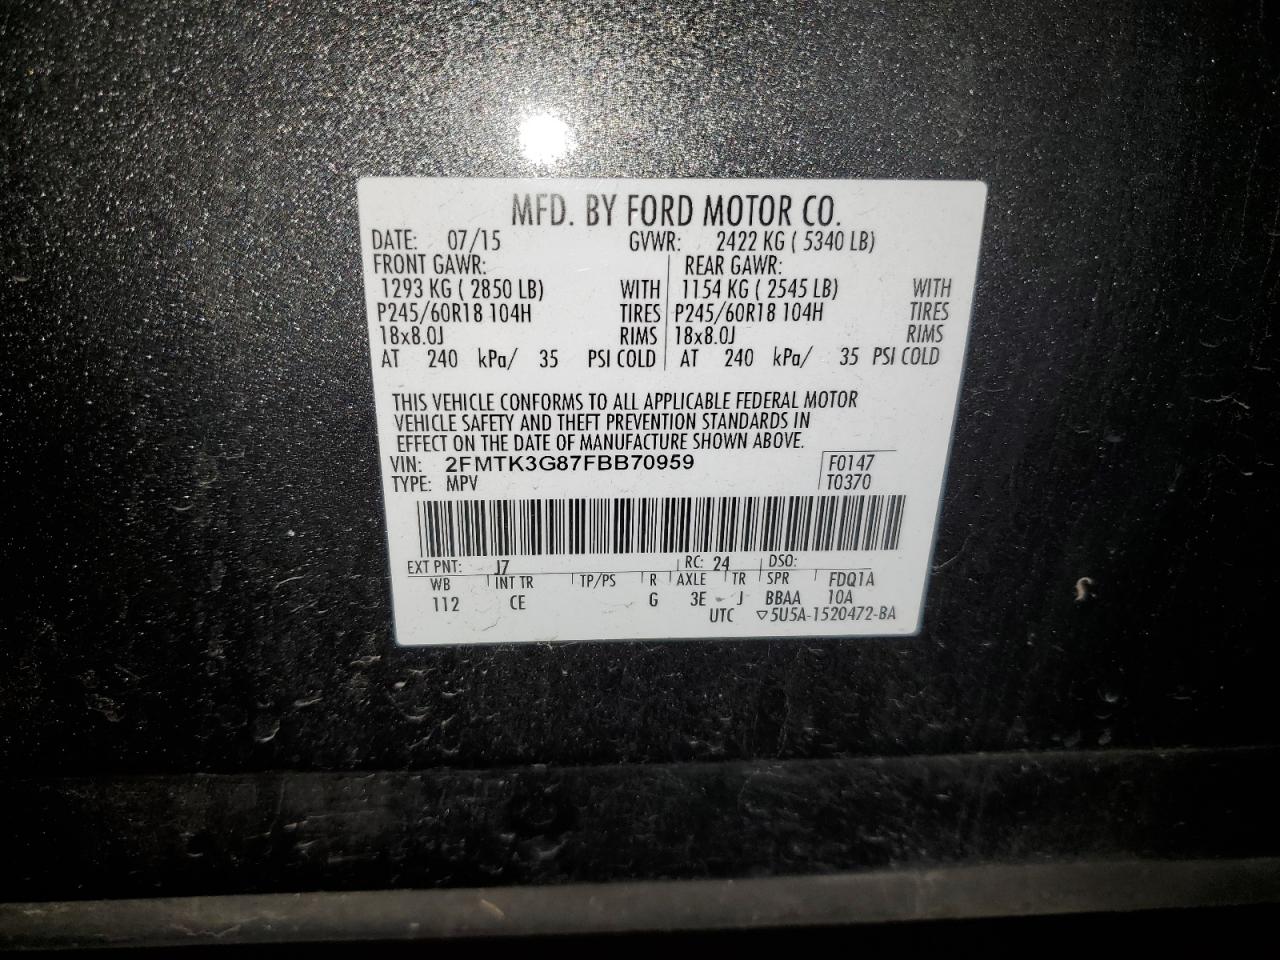 MFD. BY FORD MOTOR CO.
DATE: 07/15 GVWR: 2422 KG ( 5340 LB)
FRONT GAWR: REAR GAWR:
1293 KG ( 2850 LB) WITH 1154 KG ( 2545 LB) WITH
P245/60R18 104H TIRES P245/60R18 104H TIRES
18x8.0J RIMS 18x8.0J RIMS
AT 240 kPa/ 35 PSI COLD AT 240 kPa/ 35 PSI COLD
THIS VEHICLE CONFORMS TO ALL APPLICABLE FEDERAL MOTOR
VEHICLE SAFETY AND THEFT PREVENTION STANDARDS IN
EFFECT ON THE DATE OF MANUFACTURE SHOWN ABOVE.
VIN: 2FMTK3G87FBB70959 F0147
TYPE: MPV T0370
EXT PNT: J7 RC: 24 DSO:
WB INT TR TP/PS R AXLE TR SPR FDQ1A
112 CE G 3E J BBAA 10A
UTC ▽5U5A-1520472-BA